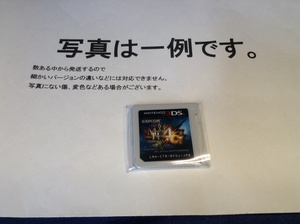 写真は一例です。
数ある中から発送するので
細かいバージョンの違いなどには対応できません。
写真にない傷、変色などある場合がございます。
NINTENDO 3DS
CAPCOM
4G